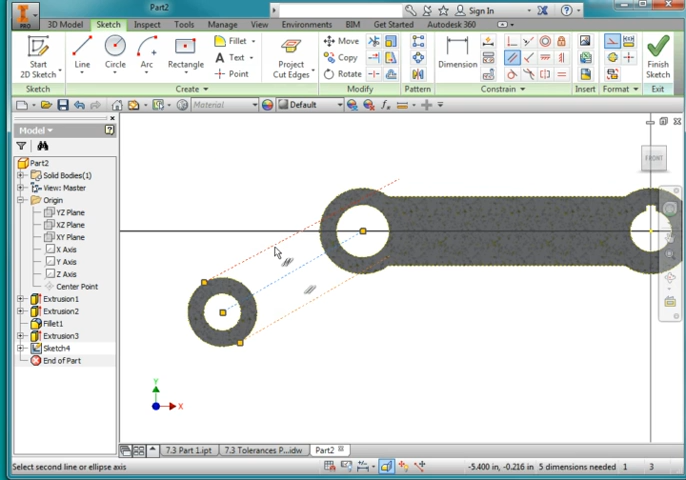 Part2
Sign In
PRO
3D Model Sketch Inspect Tools Manage View Environments BIM Get Started Autodesk 360
Start
2D Sketch
Line
Circle
Arc
Rectangle
Fillet
Text
Point
Project
Cut Edges
Move
Copy
Rotate
Dimension
Finish
Sketch
Sketch Create Modify Pattern Constrain Insert Format Exit
Material Default
Model
Part2
Solid Bodies(1)
View: Master
Origin
YZ Plane
XZ Plane
XY Plane
X Axis
Y Axis
Z Axis
Center Point
Extrusion1
Extrusion2
Fillet1
Extrusion3
Sketch4
End of Part
FRONT
Y
X
7.3 Part 1.ipt 7.3 Tolerances P...idw Part2
Select second line or ellipse axis
-5.400 in, -0.216 in 5 dimensions needed 1 3